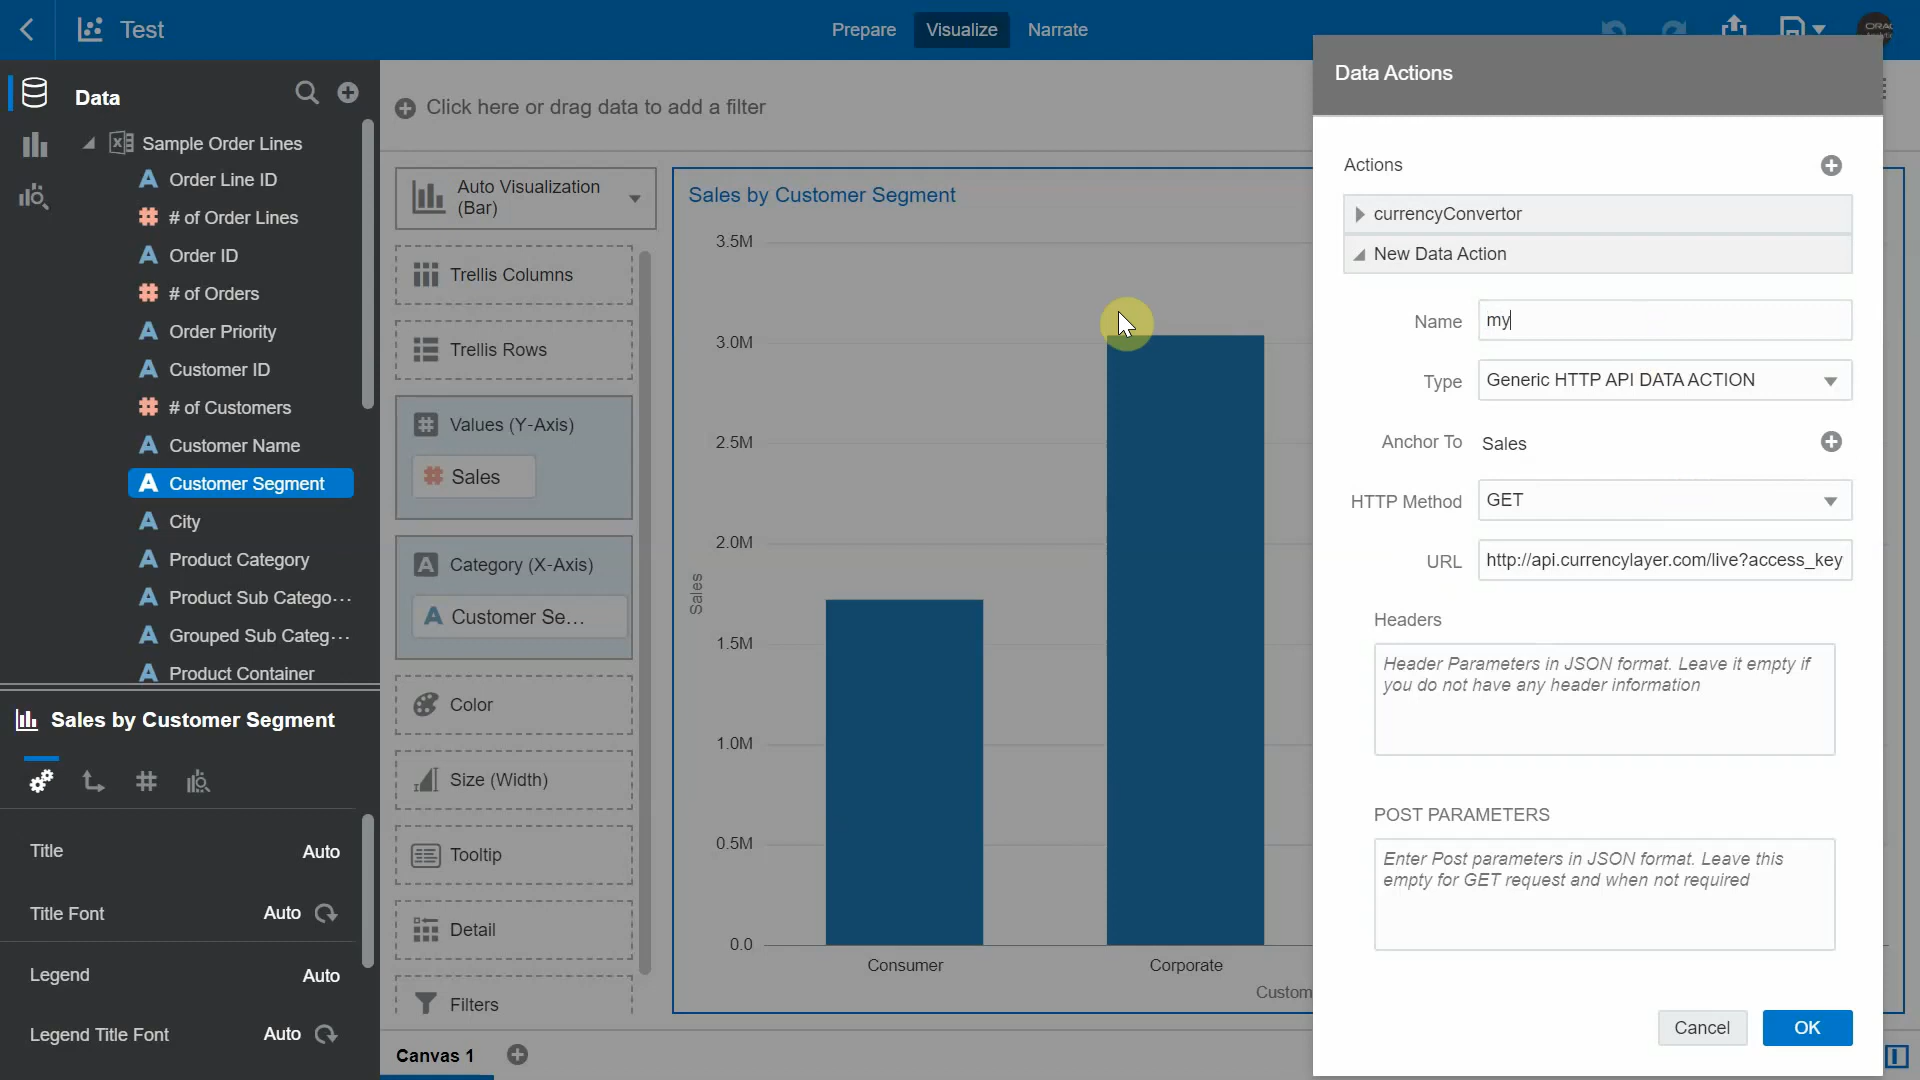 Test
Prepare
Visualize
Narrate
ORAC
Data
Sample Order Lines
Order Line ID
# of Order Lines
Order ID
# of Orders
Order Priority
Customer ID
# of Customers
Customer Name
Customer Segment
City
Product Category
Product Sub Catego···
Grouped Sub Categ···
Product Container
Sales by Customer Segment
Title
Auto
Title Font
Auto
Legend
Auto
Legend Title Font
Auto
Click here or drag data to add a filter
Auto Visualization
(Bar)
Trellis Columns
Trellis Rows
Values (Y-Axis)
Sales
Category (X-Axis)
Customer Se...
Color
Size (Width)
Tooltip
Detail
Filters
Sales by Customer Segment
3.5M
3.0M
2.5M
2.0M
1.5M
1.0M
0.5M
0.0
Sales
Consumer
Corporate
Custom
Canvas 1
Data Actions
Actions
currencyConvertor
New Data Action
Name
my
Type
Generic HTTP API DATA ACTION
Anchor To
Sales
HTTP Method
GET
URL
http://api.currencylayer.com/live?access_key
Headers
Header Parameters in JSON format. Leave it empty if
you do not have any header information
POST PARAMETERS
Enter Post parameters in JSON format. Leave this
empty for GET request and when not required
Cancel
OK